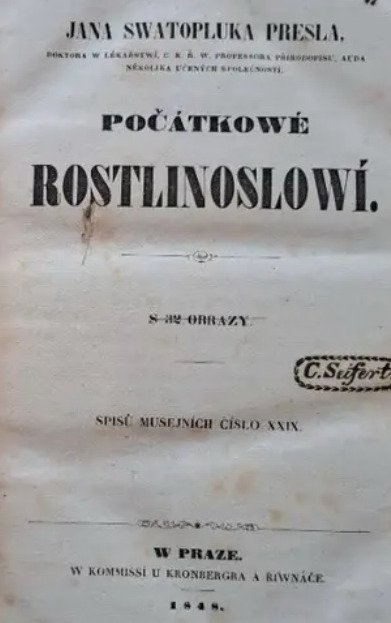 JANA SWATOPLUKA PRESLA,
DOKTORA W LÉKAŘSTWÍ, C. K. Ř. W. PROFESSORA PŘÍRODOPISU, AUDA
NĚKOLIKA UČENÝCH SPOLEČNOSTÍ.
POČÁTKOWÉ
ROSTLINOSLOWÍ.
S 32 OBRAZY.
C. Seifert.
SPISŮ MUSEJNÍCH ČÍSLO XXIX.
W PRAZE.
W KOMMISSÍ U KRONBERGRA A ŘIWNÁČE.
1848.